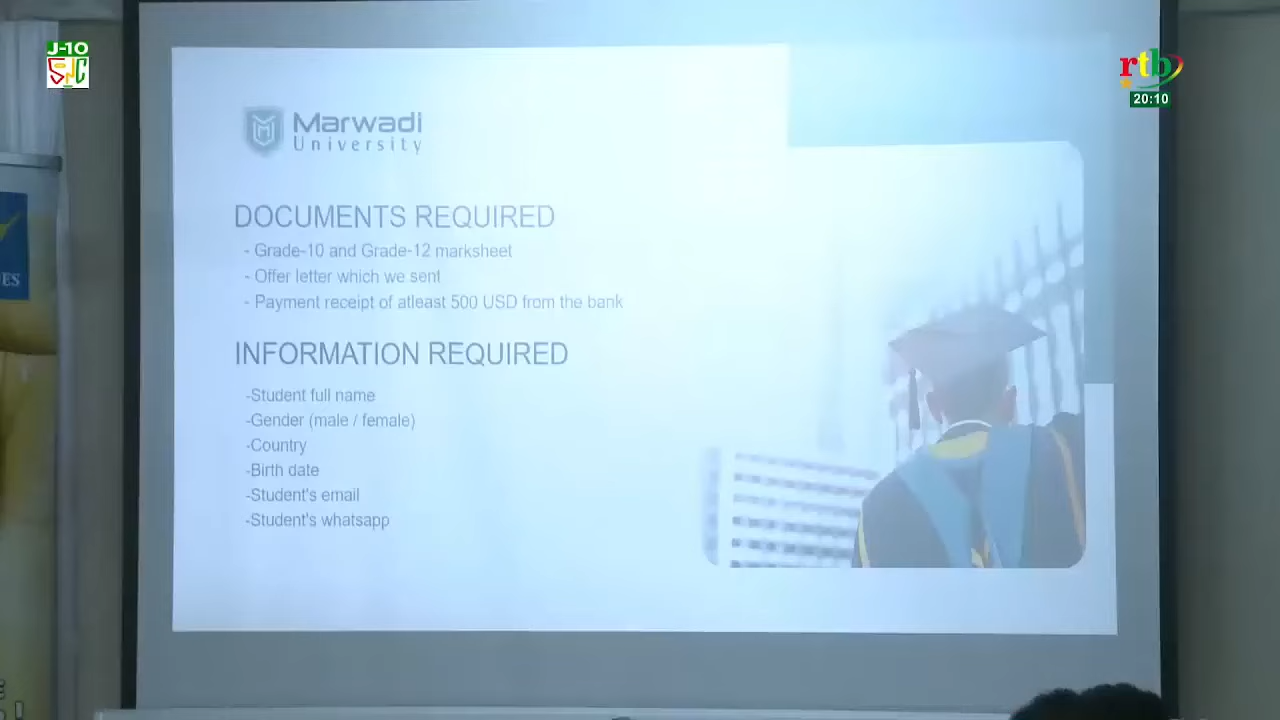 J-10
SNC
rtb
20:10
Marwadi
University
DOCUMENTS REQUIRED
- Grade-10 and Grade-12 marksheet
- Offer letter which we sent
- Payment receipt of atleast 500 USD from the bank
INFORMATION REQUIRED
-Student full name
-Gender (male / female)
-Country
-Birth date
-Student's email
-Student's whatsapp
ES